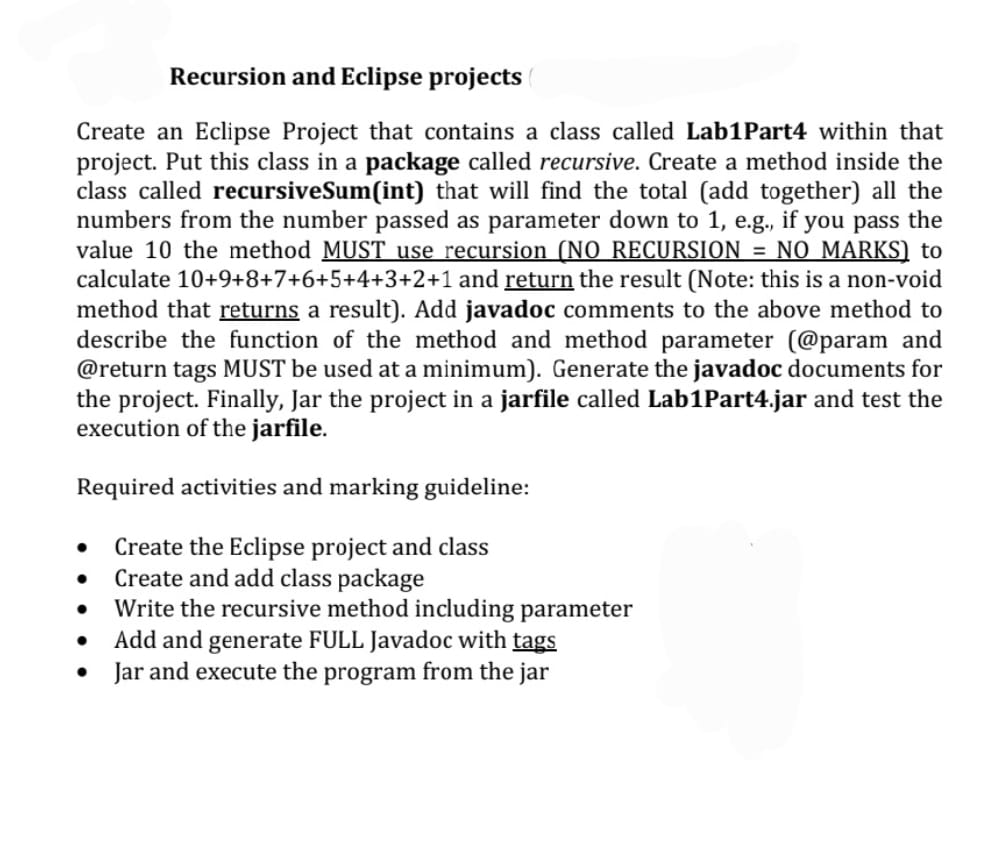 Recursion and Eclipse projects
Create an Eclipse Project that contains a class called Lab1Part4 within that
project. Put this class in a package called recursive. Create a method inside the
class called recursiveSum(int) that will find the total (add together) all the
numbers from the number passed as parameter down to 1, e.g., if you pass the
value 10 the method MUST use recursion (NO RECURSION = NO MARKS) to
calculate 10+9+8+7+6+5+4+3+2+1 and return the result (Note: this is a non-void
method that returns a result). Add javadoc comments to the above method to
describe the function of the method and method parameter (@param and
@return tags MUST be used at a minimum). Generate the javadoc documents for
the project. Finally, Jar the project in a jarfile called Lab1Part4.jar and test the
execution of the jarfile.
Required activities and marking guideline:
• Create the Eclipse project and class
• Create and add class package
• Write the recursive method including parameter
• Add and generate FULL Javadoc with tags
• Jar and execute the program from the jar